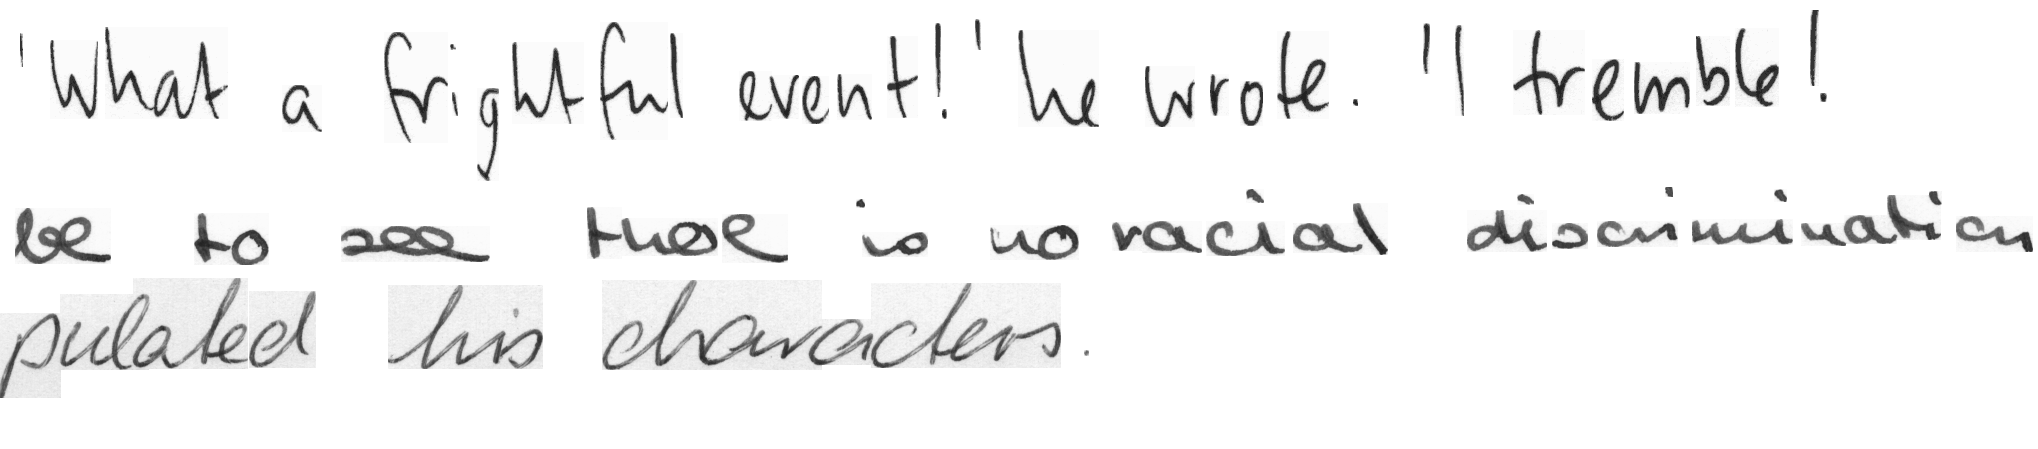 'What a frightful event!' he wrote. 'I tremble!
be to see there is no racial discrimination
pulated his characters.